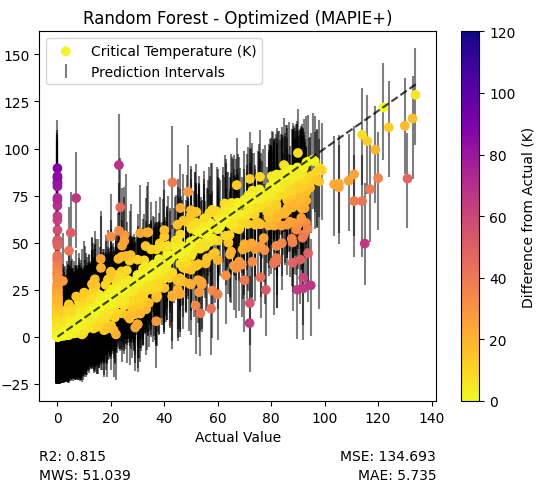 Random Forest - Optimized (MAPIE+)
Critical Temperature (K)
Prediction Intervals
150
125
100
75
50
25
0
−25
0
20
40
60
80
100
120
140
Actual Value
120
100
80
60
40
20
0
Difference from Actual (K)
R2: 0.815
MSE: 134.693
MWS: 51.039
MAE: 5.735